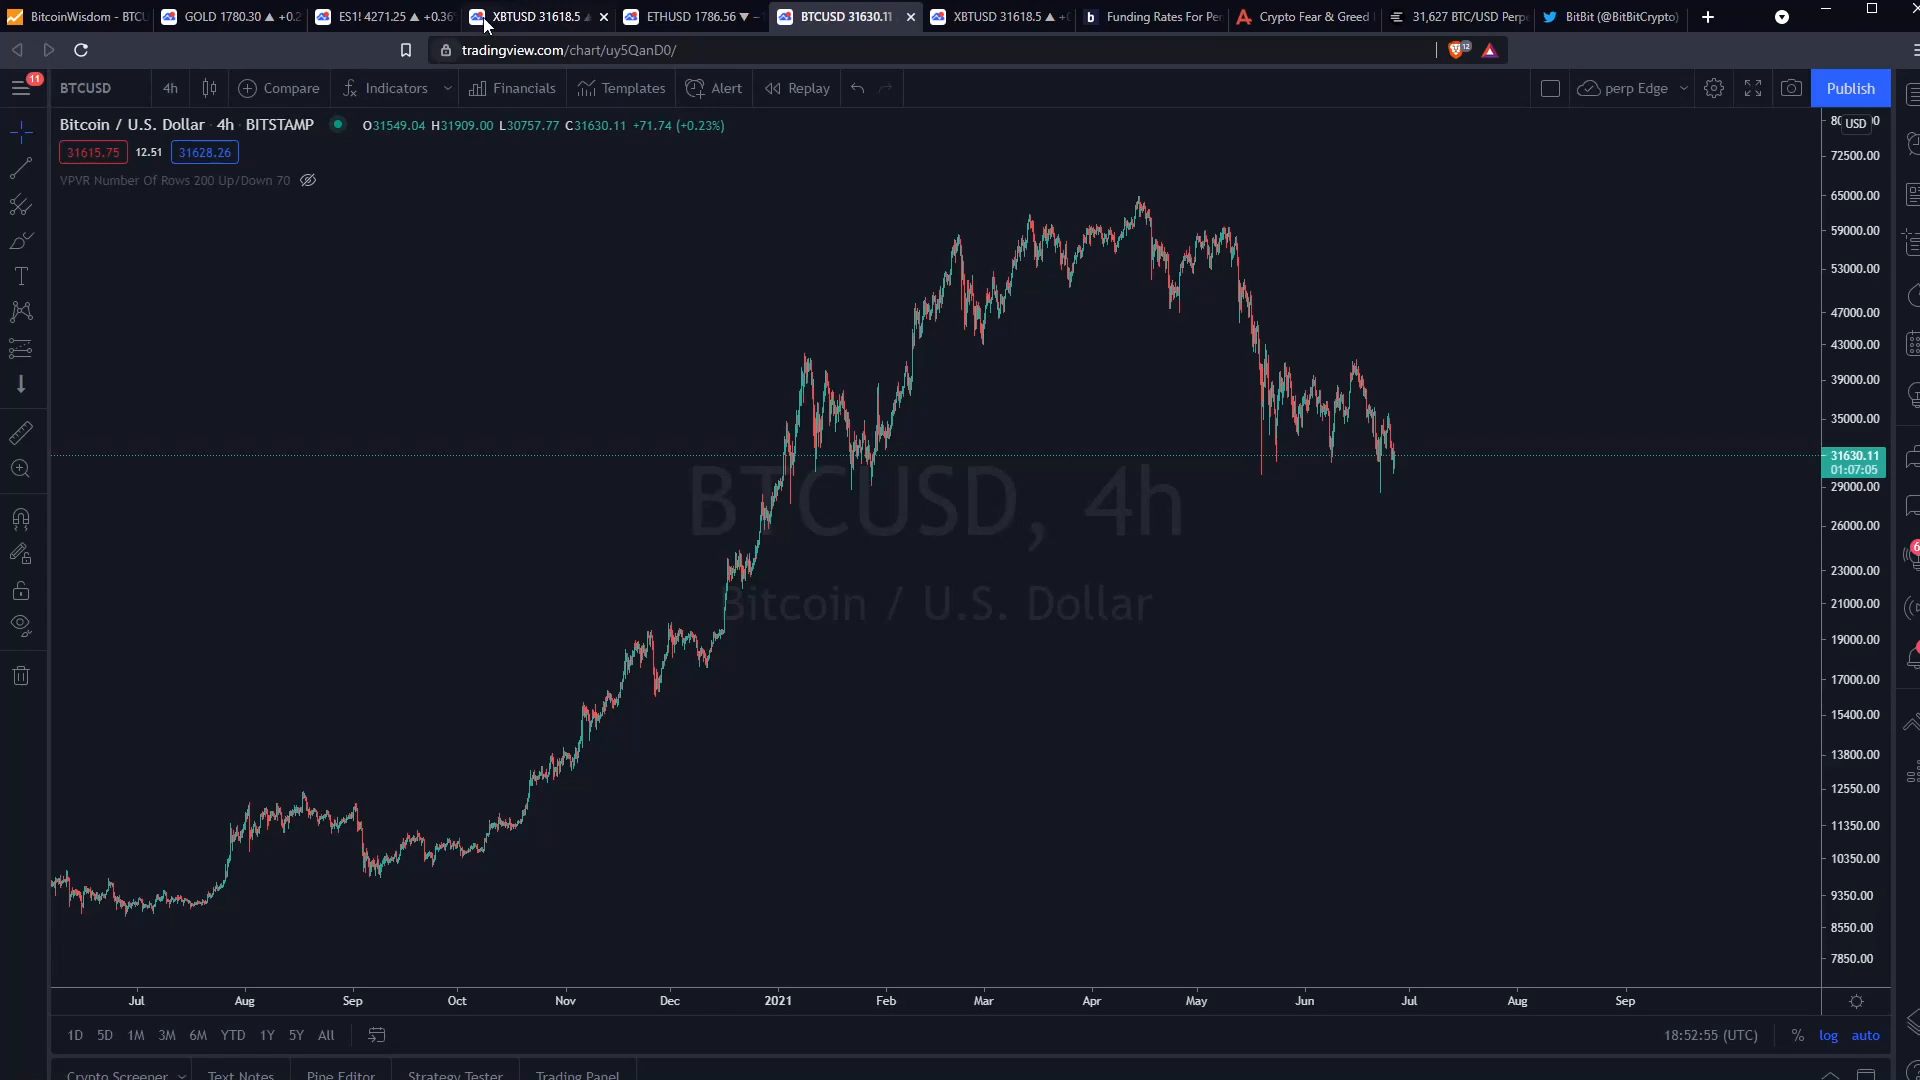 BitcoinWisdom - BTCU
GOLD 1780.30 ▲ +0.2
ES1! 4271.25 ▲ +0.36
XBTUSD 31618.5
ETHUSD 1786.56 ▼ −
BTCUSD 31630.11
XBTUSD 31618.5 ▲ +0
Funding Rates For Per
Crypto Fear & Greed
31,627 BTC/USD Perpe
BitBit (@BitBitCrypto)
tradingview.com/chart/uy5QanD0/
12
11
BTCUSD 4h Compare Indicators Financials Templates Alert Replay perp Edge Publish
Bitcoin / U.S. Dollar · 4h · BITSTAMP O31549.04 H31909.00 L30757.77 C31630.11 +71.74 (+0.23%)
31615.75 12.51 31628.26
VPVR Number Of Rows 200 Up/Down 70
USD
72500.00
65000.00
59000.00
53000.00
47000.00
43000.00
39000.00
35000.00
31630.11
01:07:05
29000.00
26000.00
23000.00
21000.00
19000.00
17000.00
15400.00
13800.00
12550.00
11350.00
10350.00
9350.00
8550.00
7850.00
BTCUSD, 4h
Bitcoin / U.S. Dollar
Jul Aug Sep Oct Nov Dec 2021 Feb Mar Apr May Jun Jul Aug Sep
1D 5D 1M 3M 6M YTD 1Y 5Y All 18:52:55 (UTC) % log auto
Crypto Screener Text Notes Pine Editor Strategy Tester Trading Panel